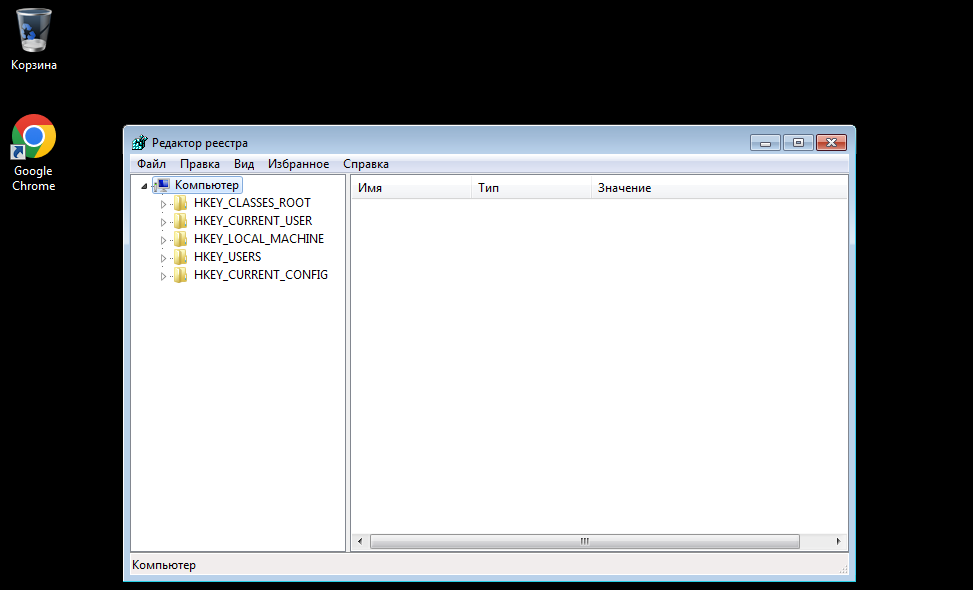 Корзина
Google
Chrome
Редактор реестра
Файл Правка Вид Избранное Справка
Компьютер
HKEY_CLASSES_ROOT
HKEY_CURRENT_USER
HKEY_LOCAL_MACHINE
HKEY_USERS
HKEY_CURRENT_CONFIG
Имя Тип Значение
Компьютер